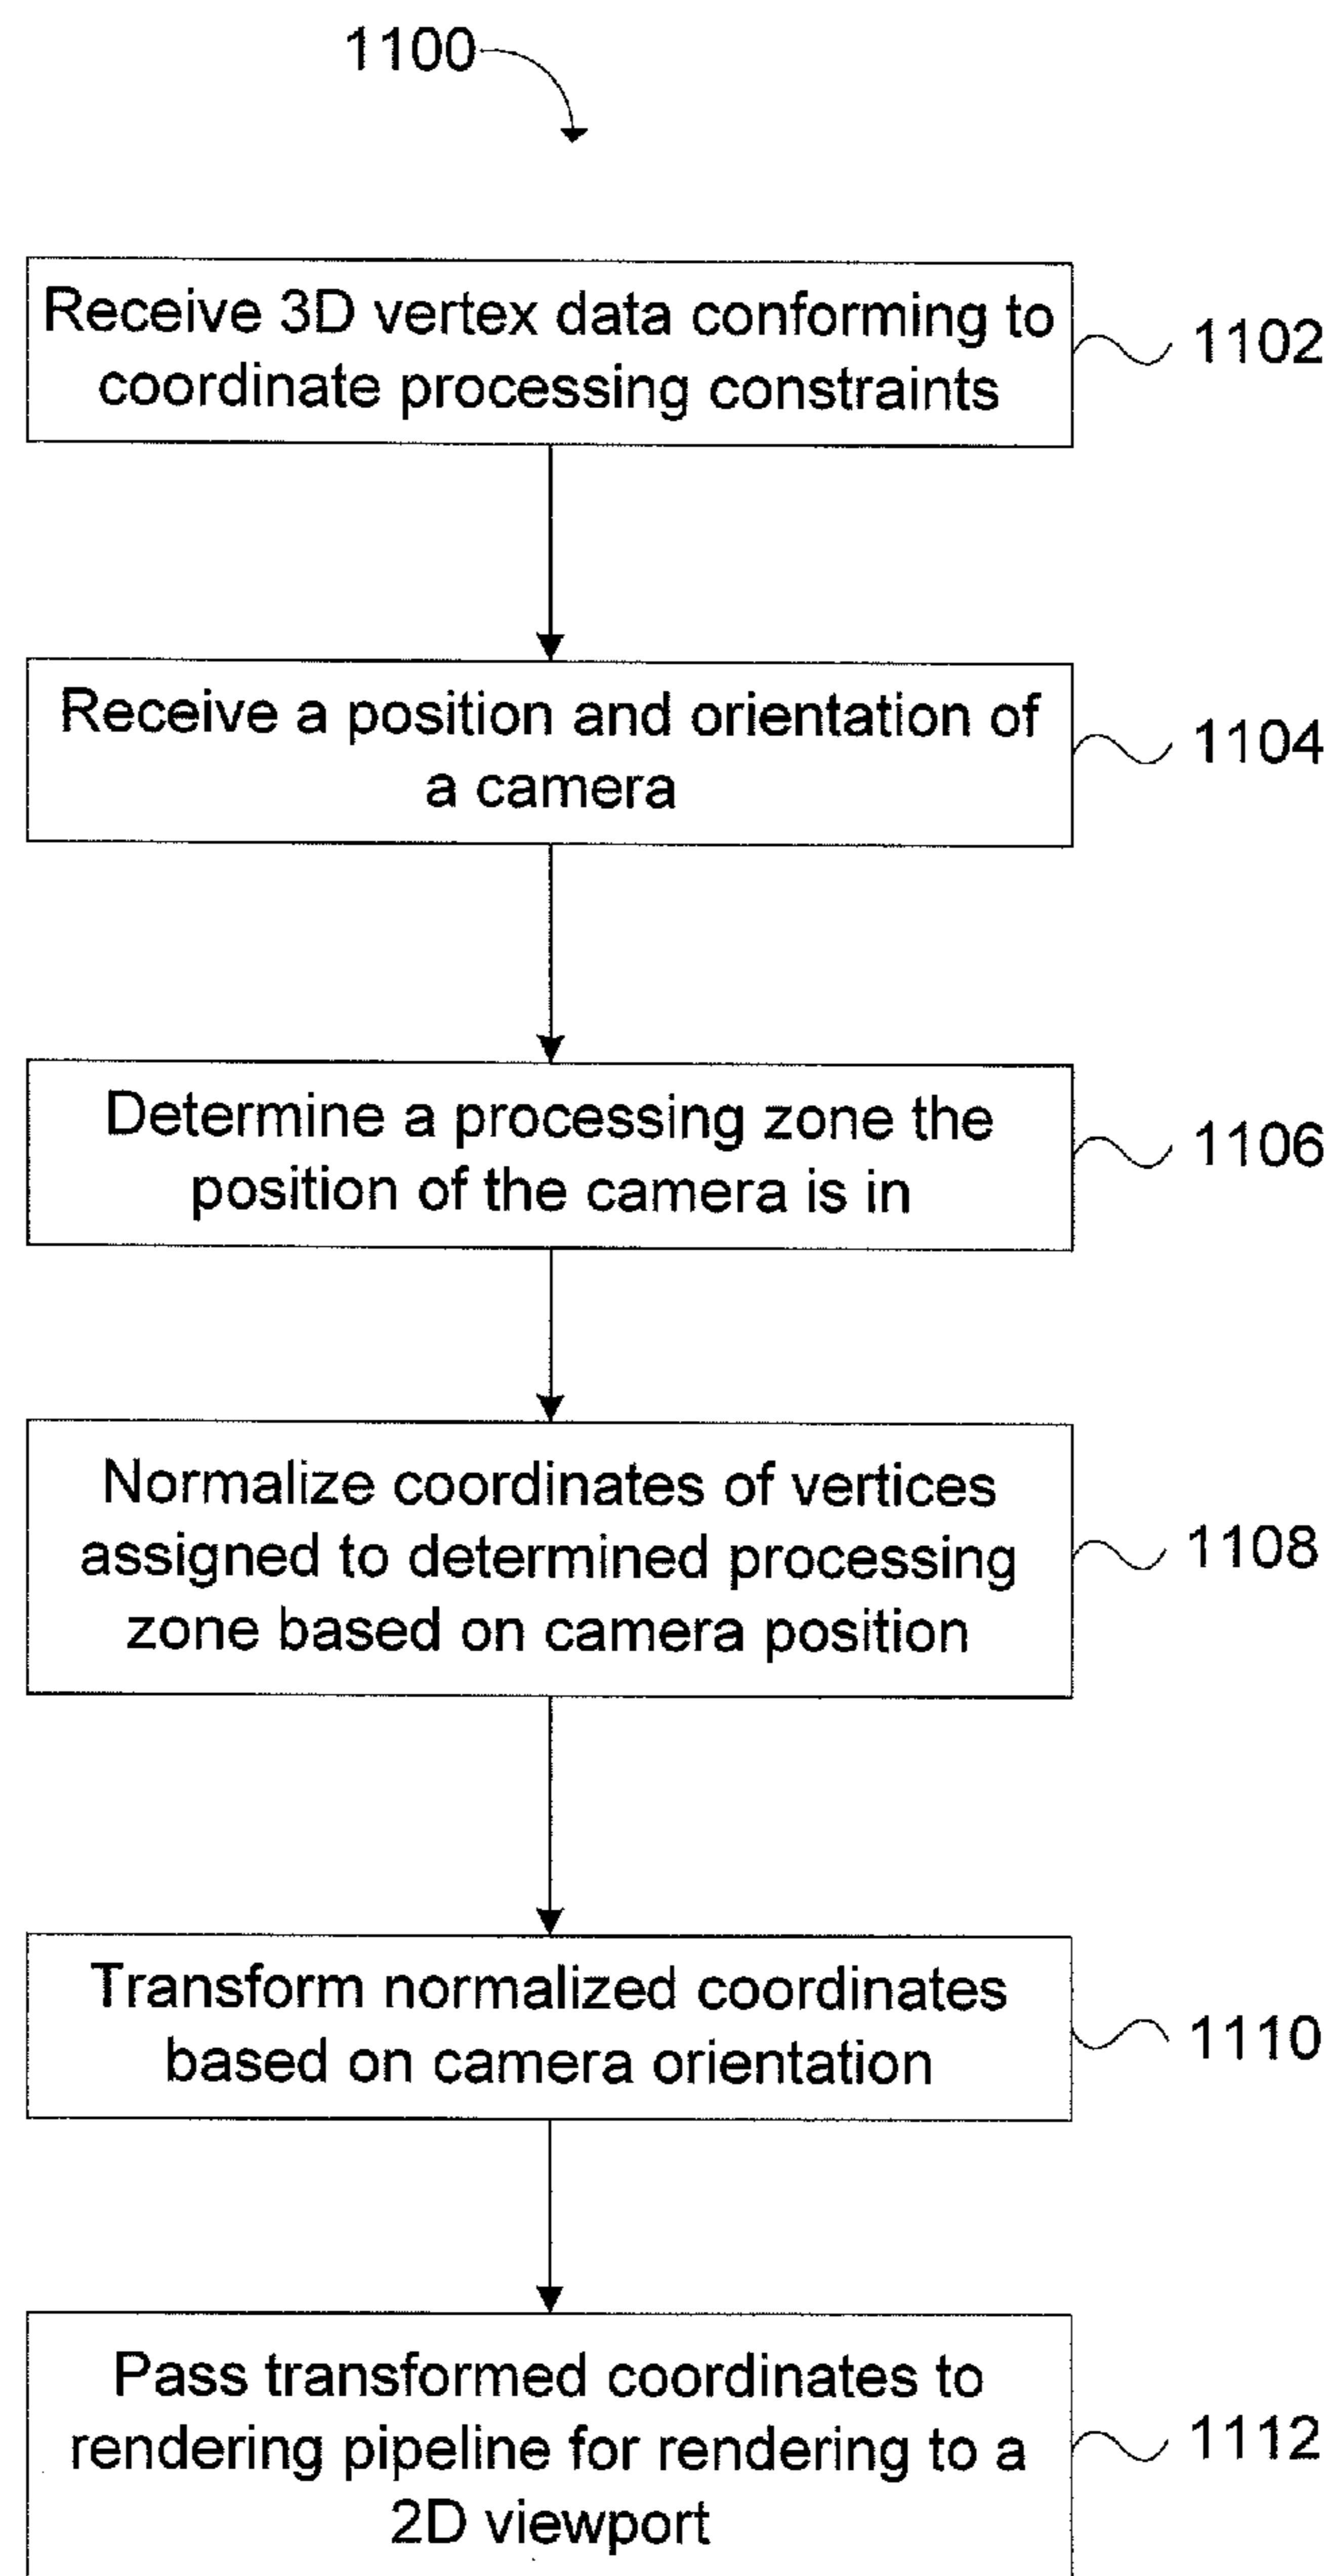 1100
Receive 3D vertex data conforming to
coordinate processing constraints
1102
Receive a position and orientation of
a camera
1104
Determine a processing zone the
position of the camera is in
1106
Normalize coordinates of vertices
assigned to determined processing
zone based on camera position
1108
Transform normalized coordinates
based on camera orientation
1110
Pass transformed coordinates to
rendering pipeline for rendering to a
2D viewport
1112